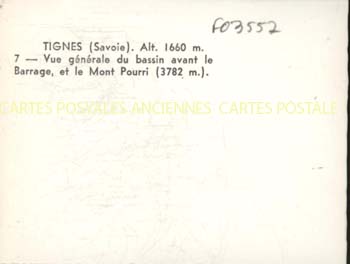 FO3552
TIGNES (Savoie). Alt. 1660 m.
7 — Vue générale du bassin avant le
Barrage, et le Mont Pourri (3782 m.).
CARTES POSTALES ANCIENNES CARTES POSTALE